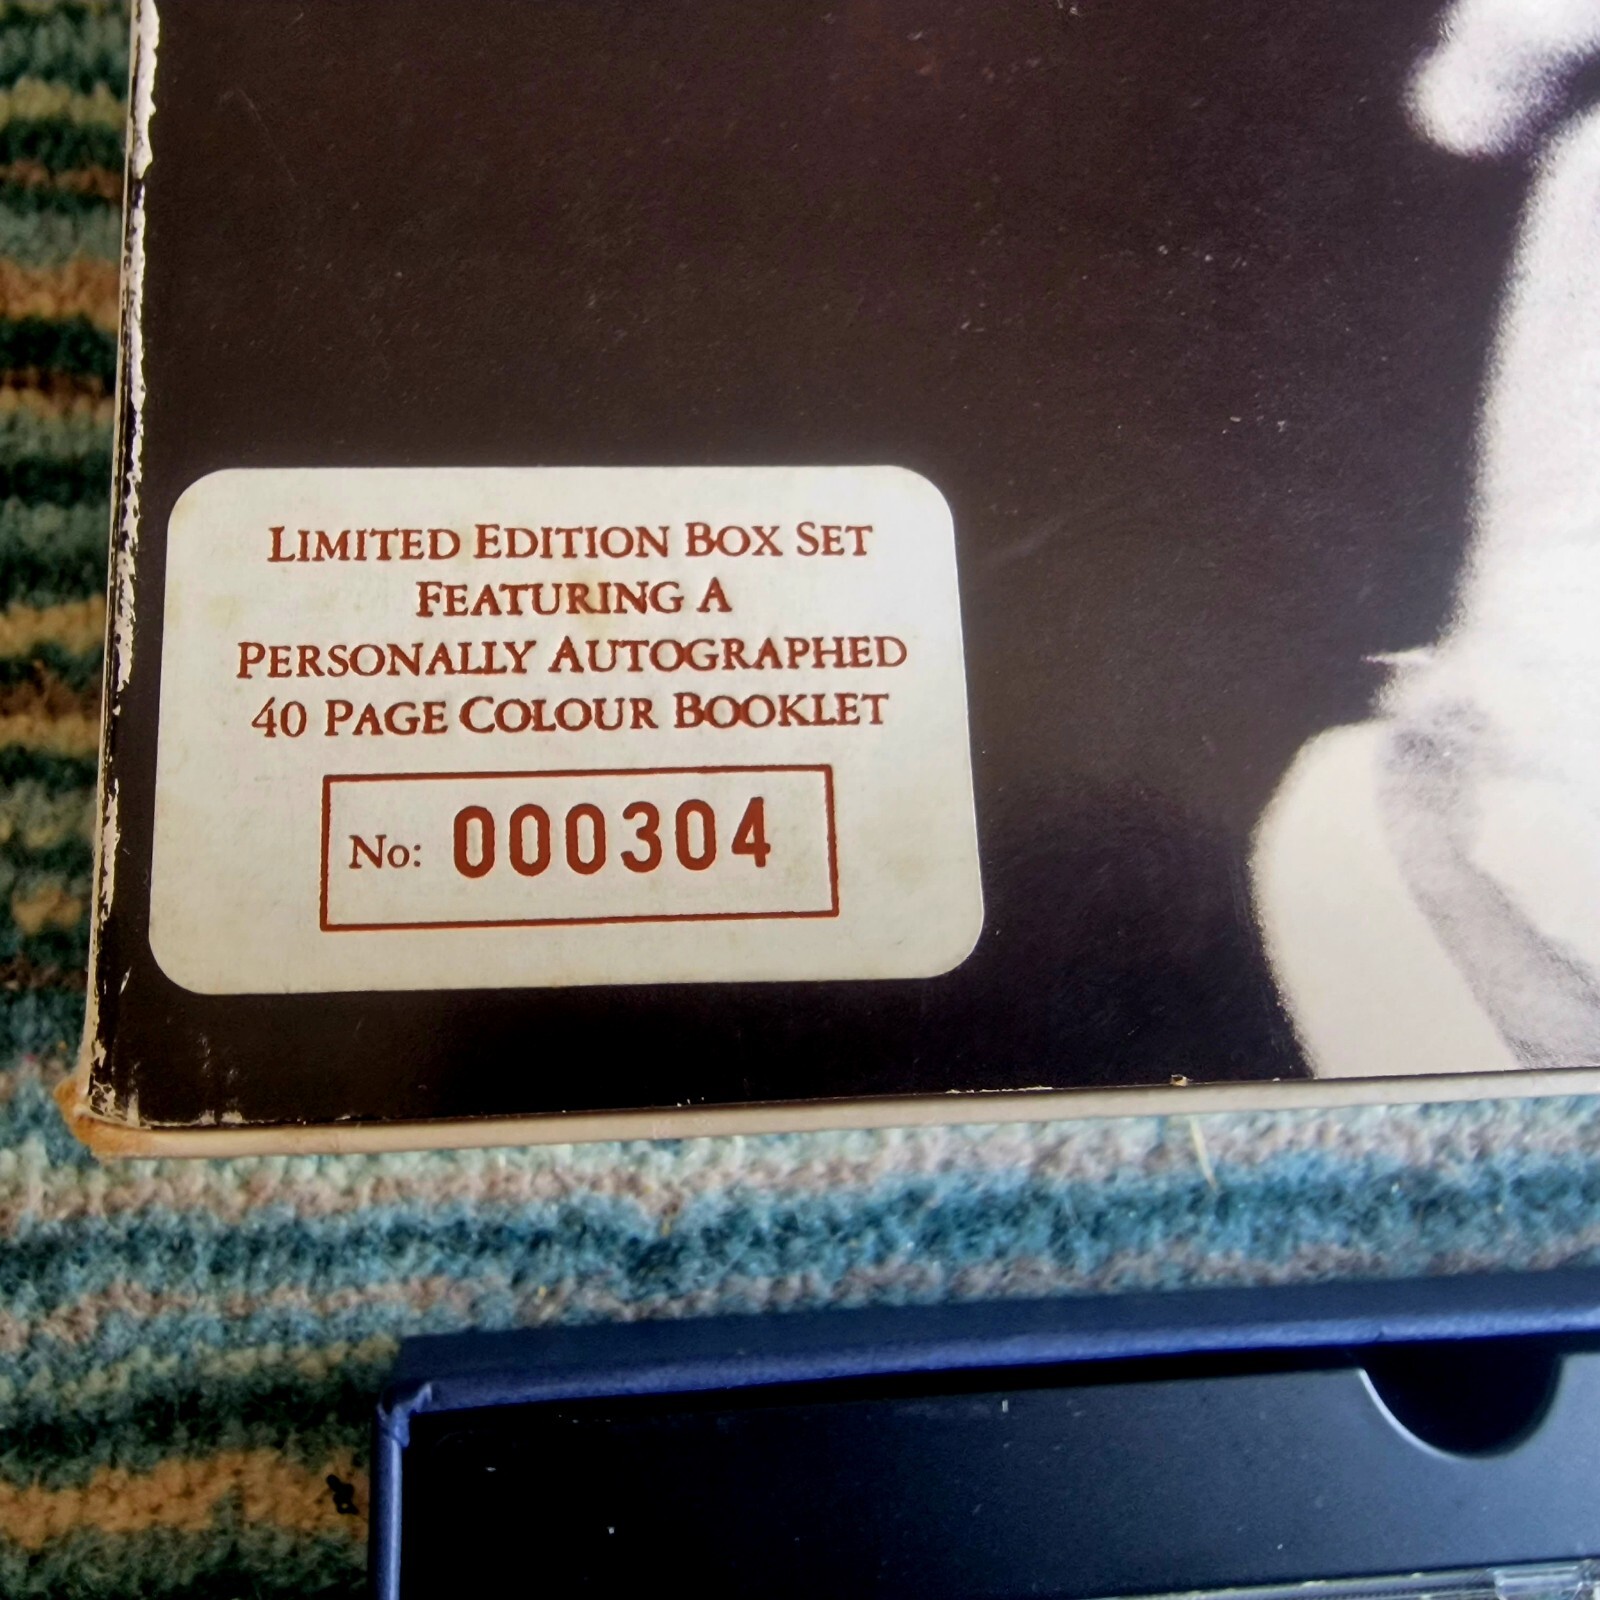 LIMITED EDITION BOX SET
FEATURING A
PERSONALLY AUTOGRAPHED
40 PAGE COLOUR BOOKLET
No: 000304